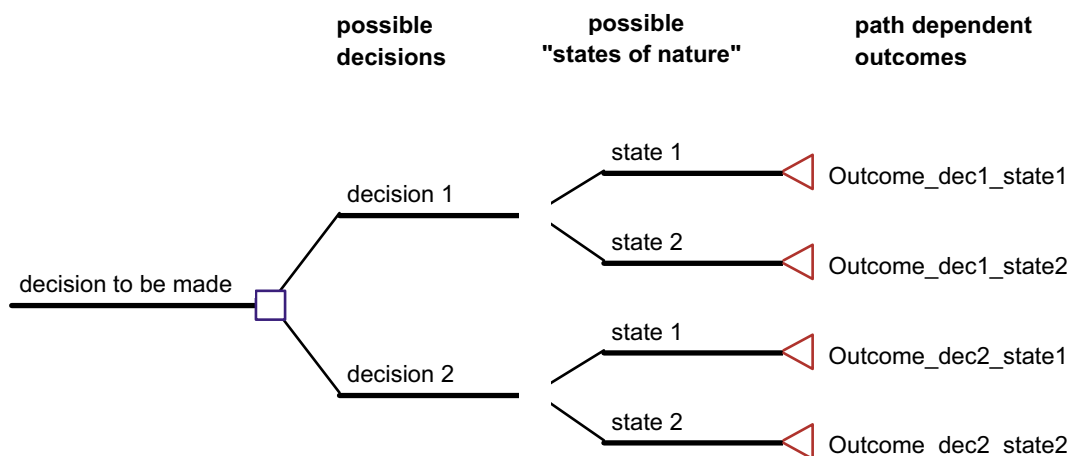 possible
decisions
possible
"states of nature"
path dependent
outcomes
state 1
Outcome_dec1_state1
decision 1
state 2
Outcome_dec1_state2
decision to be made
state 1
Outcome_dec2_state1
decision 2
state 2
Outcome_dec2_state2